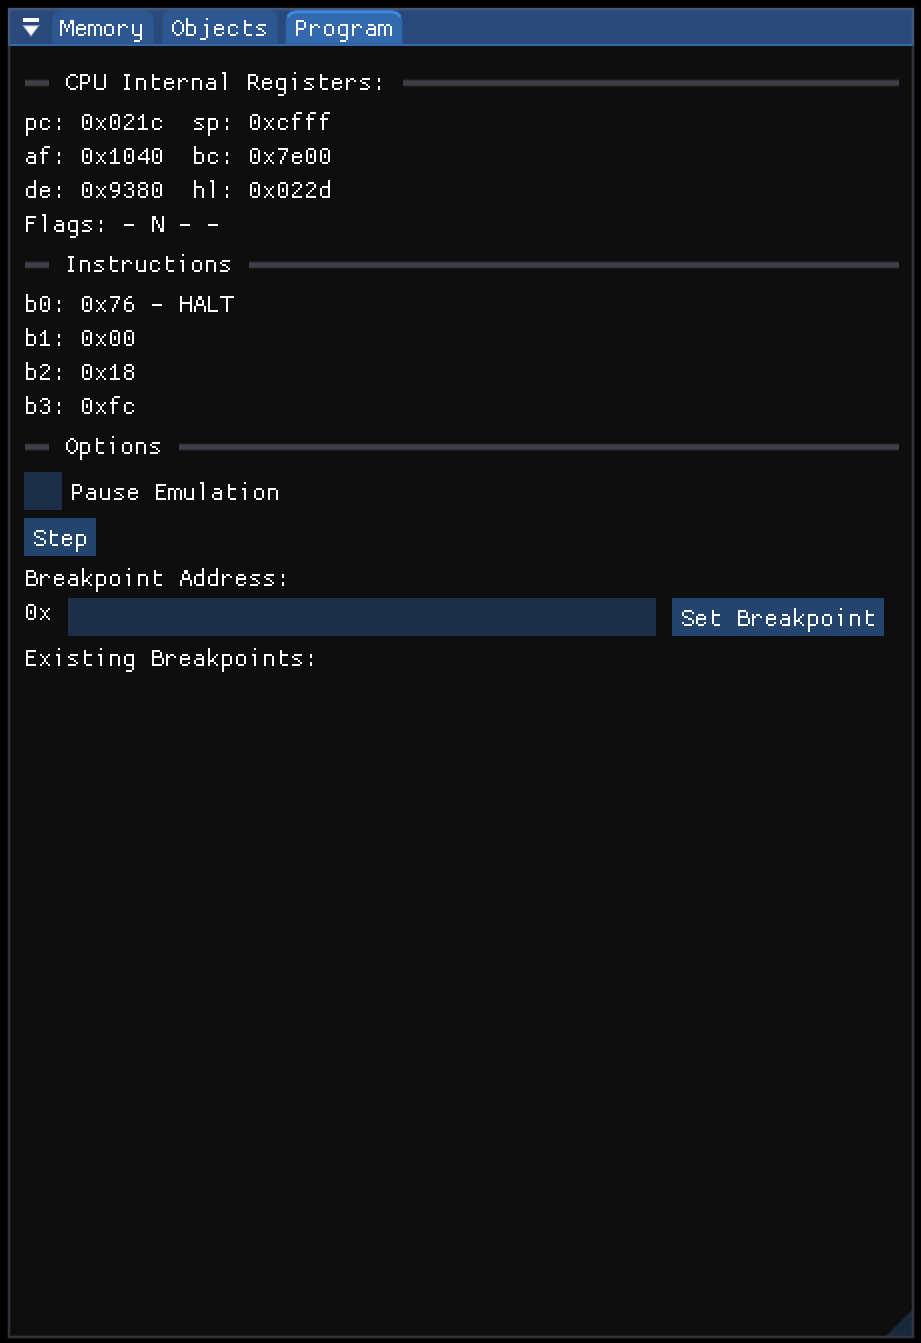 Memory Objects Program
CPU Internal Registers:
pc: 0x021c sp: 0xcfff
af: 0x1040 bc: 0x7e00
de: 0x9380 hl: 0x022d
Flags: - N - -
Instructions
b0: 0x76 - HALT
b1: 0x00
b2: 0x18
b3: 0xfc
Options
Pause Emulation
Step
Breakpoint Address:
0x Set Breakpoint
Existing Breakpoints: